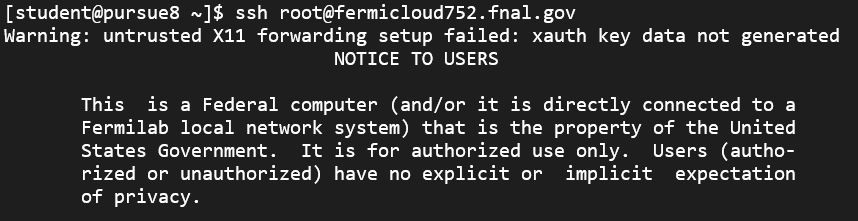 [student@pursue8 ~]$ ssh root@fermicloud752.fnal.gov
Warning: untrusted X11 forwarding setup failed: xauth key data not generated
NOTICE TO USERS
This  is a Federal computer (and/or it is directly connected to a
Fermilab local network system) that is the property of the United
States Government.  It is for authorized use only.  Users (autho-
rized or unauthorized) have no explicit or  implicit  expectation
of privacy.